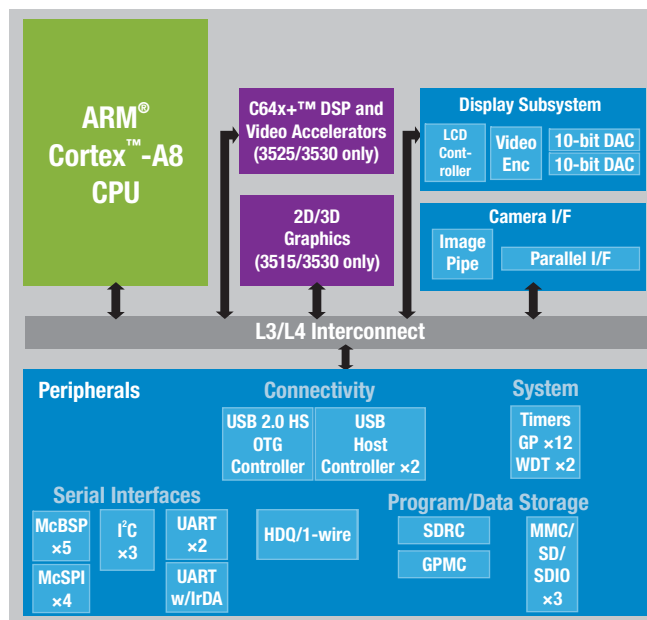 ARM®
Cortex™-A8
CPU
C64x+™ DSP and
Video Accelerators
(3525/3530 only)
2D/3D
Graphics
(3515/3530 only)
Display Subsystem
LCD
Cont-
roller
Video
Enc
10-bit DAC
10-bit DAC
Camera I/F
Image
Pipe
Parallel I/F
L3/L4 Interconnect
Peripherals
Connectivity
USB 2.0 HS
OTG
Controller
USB
Host
Controller ×2
System
Timers
GP ×12
WDT ×2
Serial Interfaces
McBSP
×5
I²C
×3
UART
×2
McSPI
×4
UART
w/IrDA
HDQ/1-wire
Program/Data Storage
SDRC
GPMC
MMC/
SD/
SDIO
×3